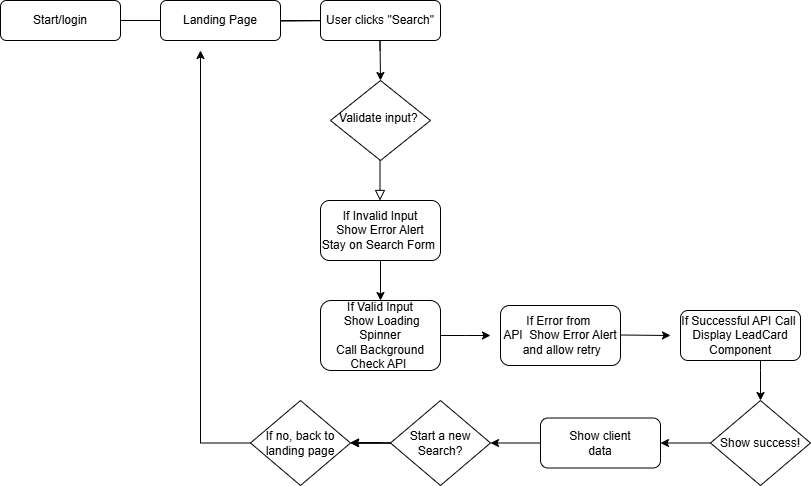 Start/login
Landing Page
User clicks "Search"
Validate input?
If Invalid Input
Show Error Alert
Stay on Search Form
If Valid Input
Show Loading
Spinner
Call Background
Check API
If Error from
API  Show Error Alert
and allow retry
If Successful API Call
Display LeadCard
Component
Show success!
Show client
data
Start a new
Search?
If no, back to
landing page